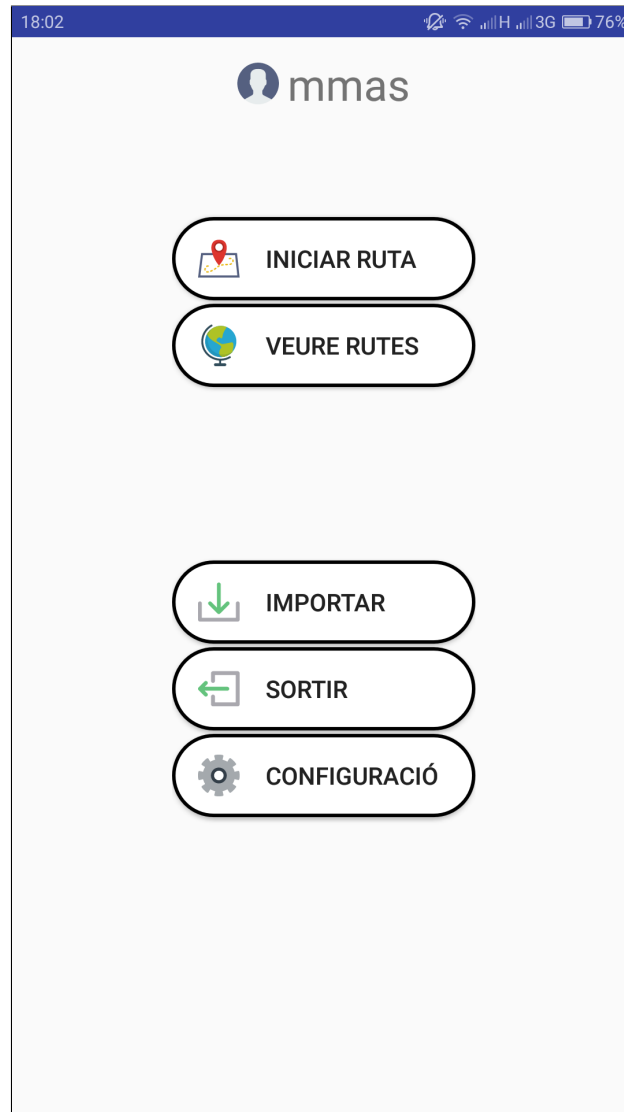 18:02 H 3G 76%
mmas
INICIAR RUTA
VEURE RUTES
IMPORTAR
SORTIR
CONFIGURACIÓ